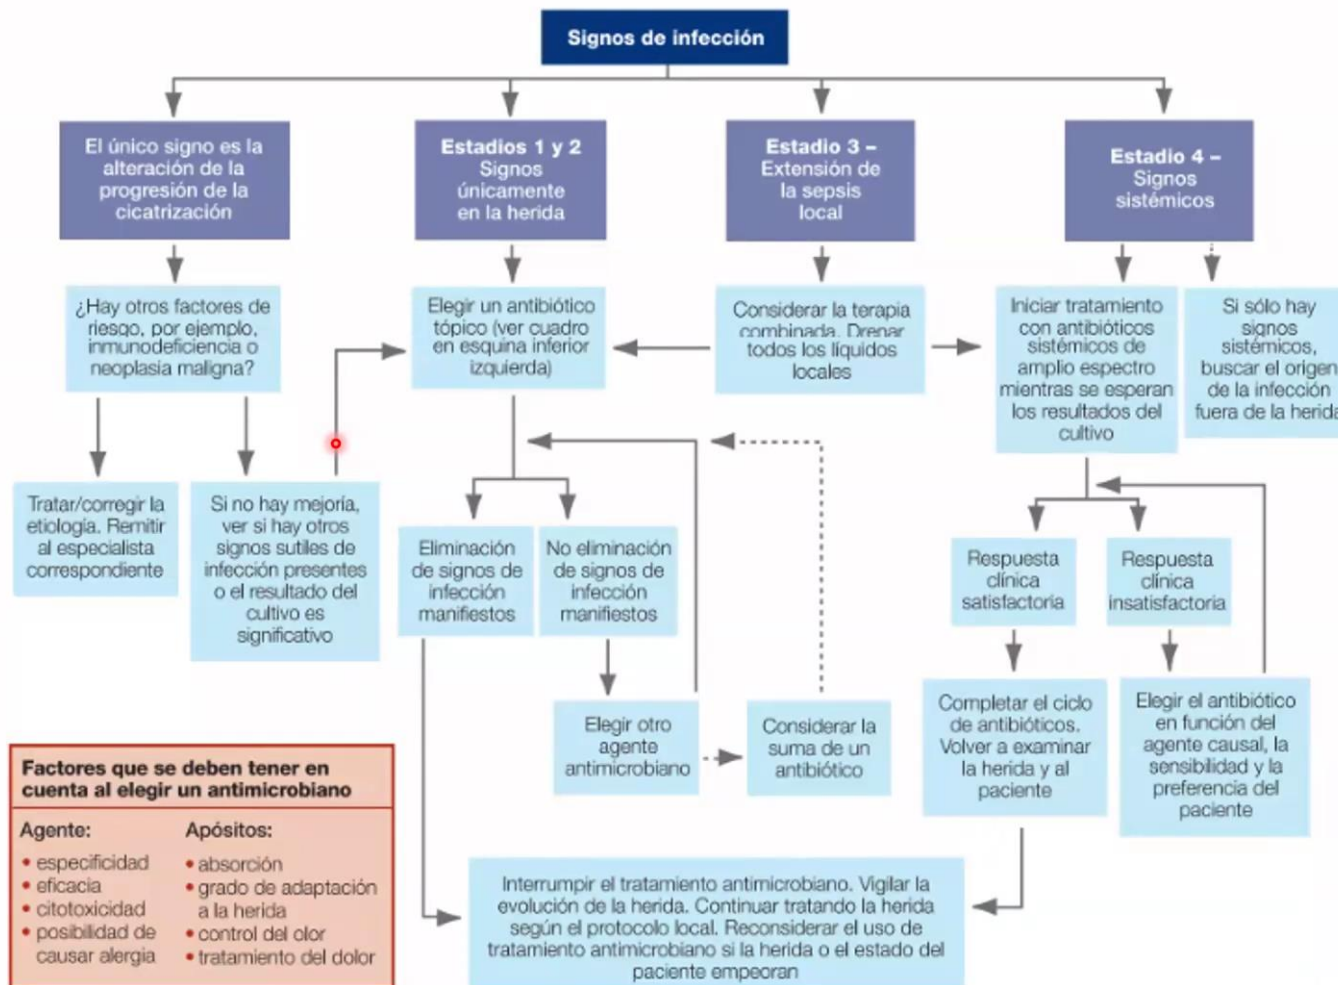 Signos de infección
El único signo es la
alteración de la
progresión de la
cicatrización
Estadios 1 y 2
Signos
únicamente
en la herida
Estadio 3 –
Extensión de
la sepsis
local
Estadio 4 –
Signos
sistémicos
¿Hay otros factores de
riesgo, por ejemplo,
inmunodeficiencia o
neoplasia maligna?
Elegir un antibiótico
tópico (ver cuadro
en esquina inferior
izquierda)
Considerar la terapia
combinada. Drenar
todos los líquidos
locales
Iniciar tratamiento
con antibióticos
sistémicos de
amplio espectro
mientras se esperan
los resultados del
cultivo
Si sólo hay
signos
sistémicos,
buscar el origen
de la infección
fuera de la herida
Tratar/corregir la
etiología. Remitir
al especialista
correspondiente
Si no hay mejoría,
ver si hay otros
signos sutiles de
infección presentes
o el resultado del
cultivo es
significativo
Eliminación
de signos de
infección
manifiestos
No eliminación
de signos de
infección
manifiestos
Respuesta
clínica
satisfactoria
Respuesta
clínica
insatisfactoria
Elegir otro
agente
antimicrobiano
Considerar la
suma de un
antibiótico
Completar el ciclo
de antibióticos.
Volver a examinar
la herida y al
paciente
Elegir el antibiótico
en función del
agente causal, la
sensibilidad y la
preferencia del
paciente
Factores que se deben tener en
cuenta al elegir un antimicrobiano
Agente:
• especificidad
• eficacia
• citotoxicidad
• posibilidad de
causar alergia
Apósitos:
• absorción
• grado de adaptación
a la herida
• control del olor
• tratamiento del dolor
Interrumpir el tratamiento antimicrobiano. Vigilar la
evolución de la herida. Continuar tratando la herida
según el protocolo local. Reconsiderar el uso de
tratamiento antimicrobiano si la herida o el estado del
paciente empeoran